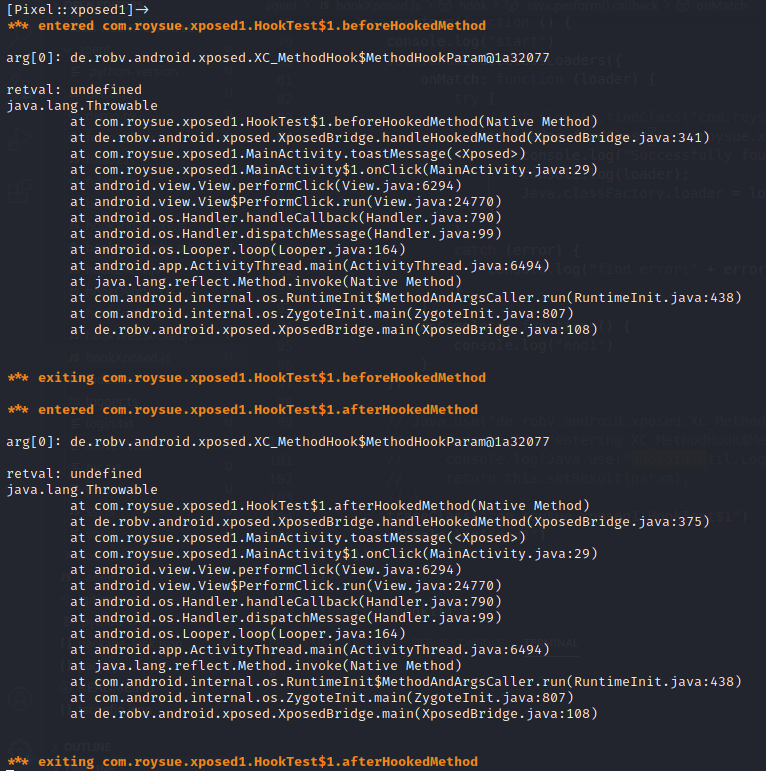 [Pixel::xposed1]->
*** entered com.roysue.xposed1.HookTest$1.beforeHookedMethod
arg[0]: de.robv.android.xposed.XC_MethodHook$MethodHookParam@1a32077
retval: undefined
java.lang.Throwable
at com.roysue.xposed1.HookTest$1.beforeHookedMethod(Native Method)
at de.robv.android.xposed.XposedBridge.handleHookedMethod(XposedBridge.java:341)
at com.roysue.xposed1.MainActivity.toastMessage(<Xposed>)
at com.roysue.xposed1.MainActivity$1.onClick(MainActivity.java:29)
at android.view.View.performClick(View.java:6294)
at android.view.View$PerformClick.run(View.java:24770)
at android.os.Handler.handleCallback(Handler.java:790)
at android.os.Handler.dispatchMessage(Handler.java:99)
at android.os.Looper.loop(Looper.java:164)
at android.app.ActivityThread.main(ActivityThread.java:6494)
at java.lang.reflect.Method.invoke(Native Method)
at com.android.internal.os.RuntimeInit$MethodAndArgsCaller.run(RuntimeInit.java:438)
at com.android.internal.os.ZygoteInit.main(ZygoteInit.java:807)
at de.robv.android.xposed.XposedBridge.main(XposedBridge.java:108)
*** exiting com.roysue.xposed1.HookTest$1.beforeHookedMethod
*** entered com.roysue.xposed1.HookTest$1.afterHookedMethod
arg[0]: de.robv.android.xposed.XC_MethodHook$MethodHookParam@1a32077
retval: undefined
java.lang.Throwable
at com.roysue.xposed1.HookTest$1.afterHookedMethod(Native Method)
at de.robv.android.xposed.XposedBridge.handleHookedMethod(XposedBridge.java:375)
at com.roysue.xposed1.MainActivity.toastMessage(<Xposed>)
at com.roysue.xposed1.MainActivity$1.onClick(MainActivity.java:29)
at android.view.View.performClick(View.java:6294)
at android.view.View$PerformClick.run(View.java:24770)
at android.os.Handler.handleCallback(Handler.java:790)
at android.os.Handler.dispatchMessage(Handler.java:99)
at android.os.Looper.loop(Looper.java:164)
at android.app.ActivityThread.main(ActivityThread.java:6494)
at java.lang.reflect.Method.invoke(Native Method)
at com.android.internal.os.RuntimeInit$MethodAndArgsCaller.run(RuntimeInit.java:438)
at com.android.internal.os.ZygoteInit.main(ZygoteInit.java:807)
at de.robv.android.xposed.XposedBridge.main(XposedBridge.java:108)
*** exiting com.roysue.xposed1.HookTest$1.afterHookedMethod